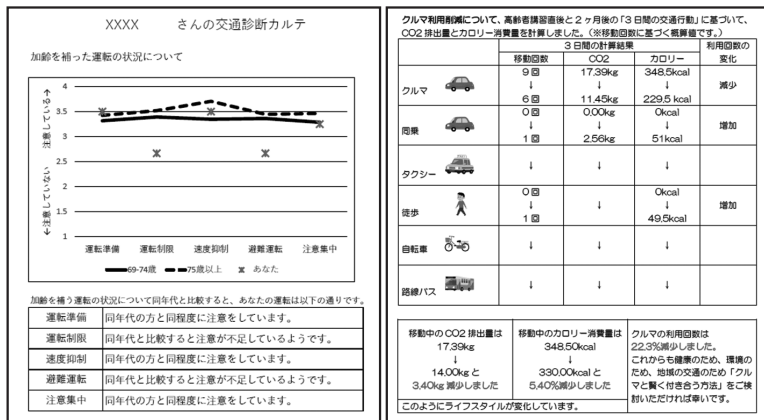 XXXX さんの交通診断カルテ
加齢を補った運転の状況について
4
3.5
3
2.5
2
1.5
1
注意している→
←注意していない
運転準備 運転制限 速度抑制 避難運転 注意集中
69-74歳 75歳以上 あなた
加齢を補う運転の状況について同年代と比較すると、あなたの運転は以下の通りです。
運転準備 同年代の方と同程度に注意をしています。
運転制限 同年代の方と比較すると注意が不足しているようです。
速度抑制 同年代の方と同程度に注意をしています。
避難運転 同年代と比較すると注意が不足しているようです。
注意集中 同年代の方と同程度に注意をしています。
クルマ利用削減について、高齢者講習直後と2ヶ月後の「3日間の交通行動」に基づいて、
CO2排出量とカロリー消費量を計算しました。(※移動回数に基づく概算値です。)
3日間の計算結果 利用回数の
移動回数 CO2 カロリー 変化
クルマ 9回 17.39kg 348.5kcal 減少
↓ ↓ ↓
6回 11.45kg 229.5 kcal
同乗 0回 0.00kg 0kcal 増加
↓ ↓ ↓
1回 2.56kg 51kcal
タクシー ↓ ↓ ↓
徒歩 0回 0kcal 増加
↓ ↓ ↓
1回 49.5kcal
自転車 ↓ ↓ ↓
路線バス ↓ ↓ ↓
移動中のCO2排出量は
17.39kg
↓
14.00kgと
3.40kg減少しました
移動中のカロリー消費量は
348.50kcal
↓
330.00kcalと
5.40%減少しました
クルマの利用回数は
22.3%減少しました。
これからも健康のため、環境の
ため、地域の交通のため「クル
マと賢く付き合う方法」をご検
討いただければ幸いです。
このようにライフスタイルが変化しています。